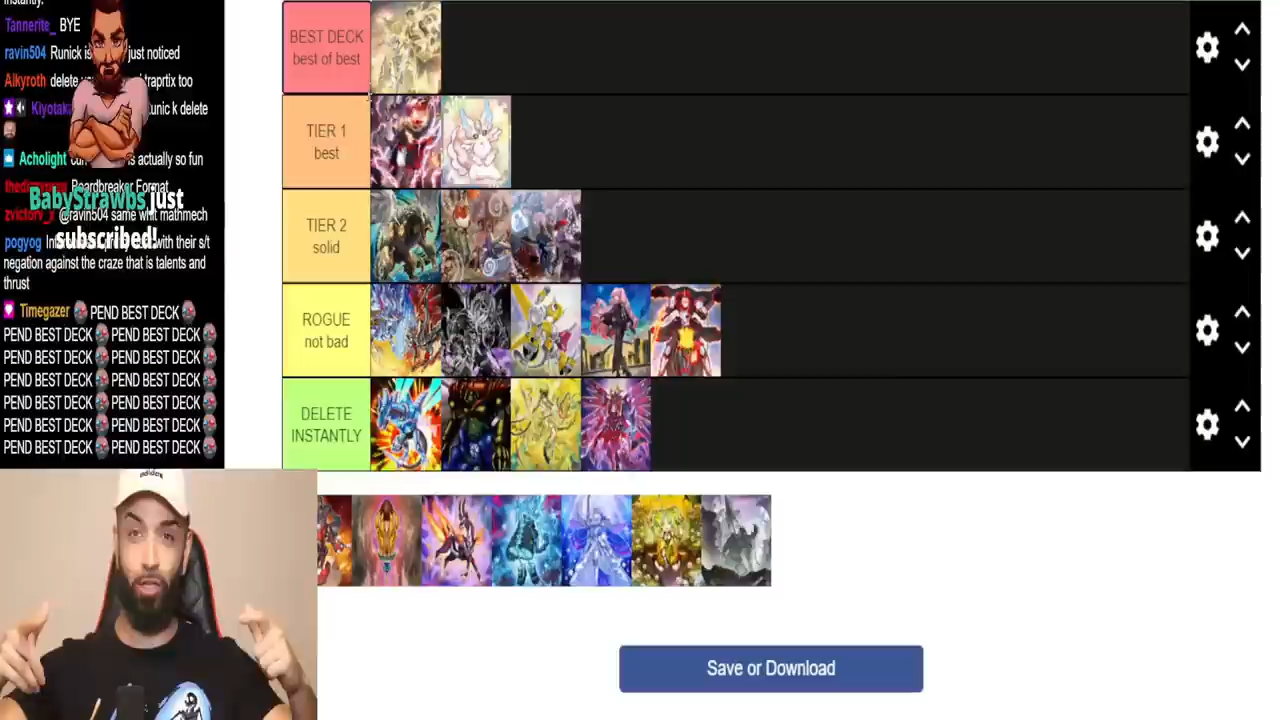 instantly.
Tannerite_ BYE
ravin504 Runick is just noticed
Alkyroth delete traptrix too
Kiyotaka unic k delete
Acholight is actually so fun
Boardbreaker Format
BabyStrawbs just
@ravin504 same whit mathmech
subscribed!
pogyog with their s/t
negation against the craze that is talents and
thrust
Timegazer PEND BEST DECK
PEND BEST DECK PEND BEST DECK
PEND BEST DECK PEND BEST DECK
PEND BEST DECK PEND BEST DECK
PEND BEST DECK PEND BEST DECK
PEND BEST DECK PEND BEST DECK
PEND BEST DECK PEND BEST DECK
BEST DECK
best of best
TIER 1
best
TIER 2
solid
ROGUE
not bad
DELETE
INSTANTLY
Save or Download